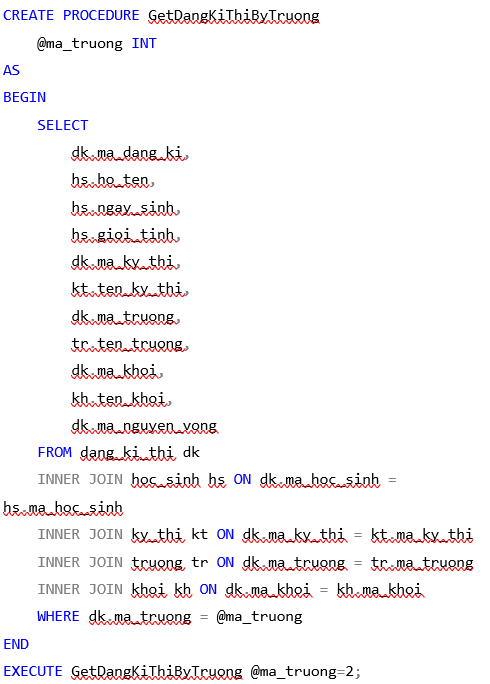 CREATE PROCEDURE GetDangKiThiByTruong
@ma_truong INT
AS
BEGIN
SELECT
dk.ma_dang_ki,
hs.ho_ten,
hs.ngay_sinh,
hs.gioi_tinh,
dk.ma_ky_thi,
kt.ten_ky_thi,
dk.ma_truong,
tr.ten_truong,
dk.ma_khoi,
kh.ten_khoi,
dk.ma_nguyen_vong
FROM dang_ki_thi dk
INNER JOIN hoc_sinh hs ON dk.ma_hoc_sinh =
hs.ma_hoc_sinh
INNER JOIN ky_thi kt ON dk.ma_ky_thi = kt.ma_ky_thi
INNER JOIN truong tr ON dk.ma_truong = tr.ma_truong
INNER JOIN khoi kh ON dk.ma_khoi = kh.ma_khoi
WHERE dk.ma_truong = @ma_truong
END
EXECUTE GetDangKiThiByTruong @ma_truong=2;